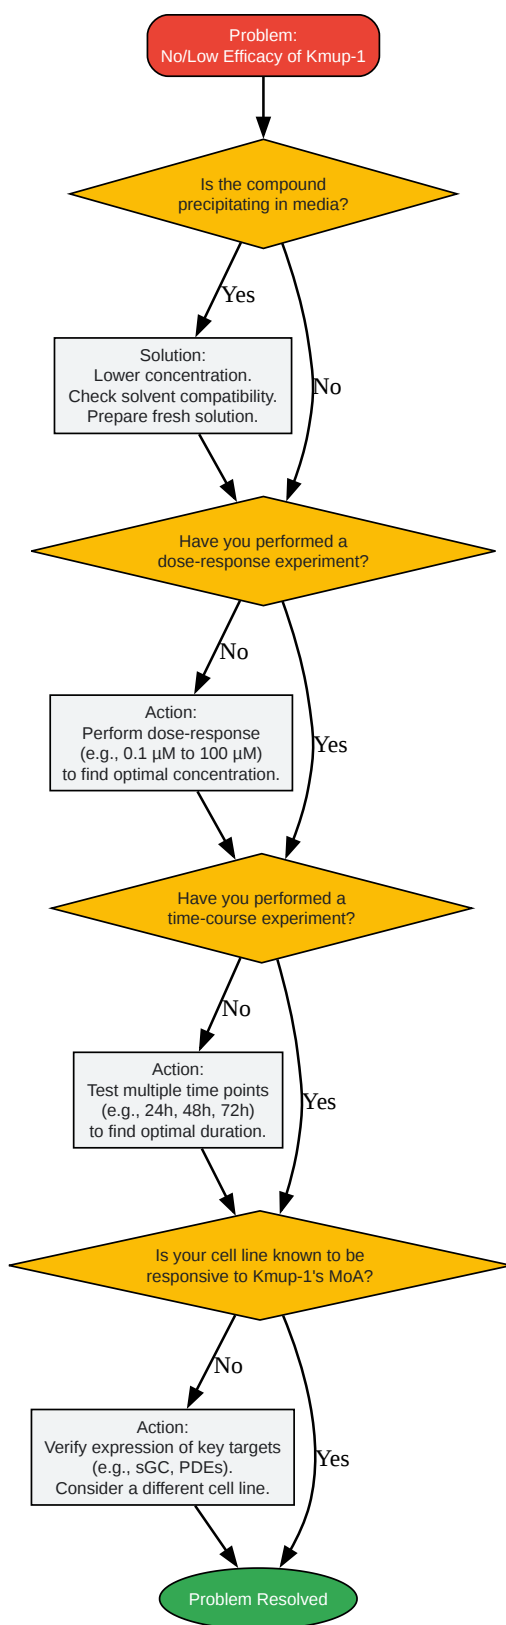 Problem:
No/Low Efficacy of Kmup-1
Is the compound
precipitating in media?
Yes
No
Solution:
Lower concentration.
Check solvent compatibility.
Prepare fresh solution.
Have you performed a
dose-response experiment?
No
Yes
Action:
Perform dose-response
(e.g., 0.1 µM to 100 µM)
to find optimal concentration.
Have you performed a
time-course experiment?
No
Yes
Action:
Test multiple time points
(e.g., 24h, 48h, 72h)
to find optimal duration.
Is your cell line known to be
responsive to Kmup-1's MoA?
No
Yes
Action:
Verify expression of key targets
(e.g., sGC, PDEs).
Consider a different cell line.
Problem Resolved